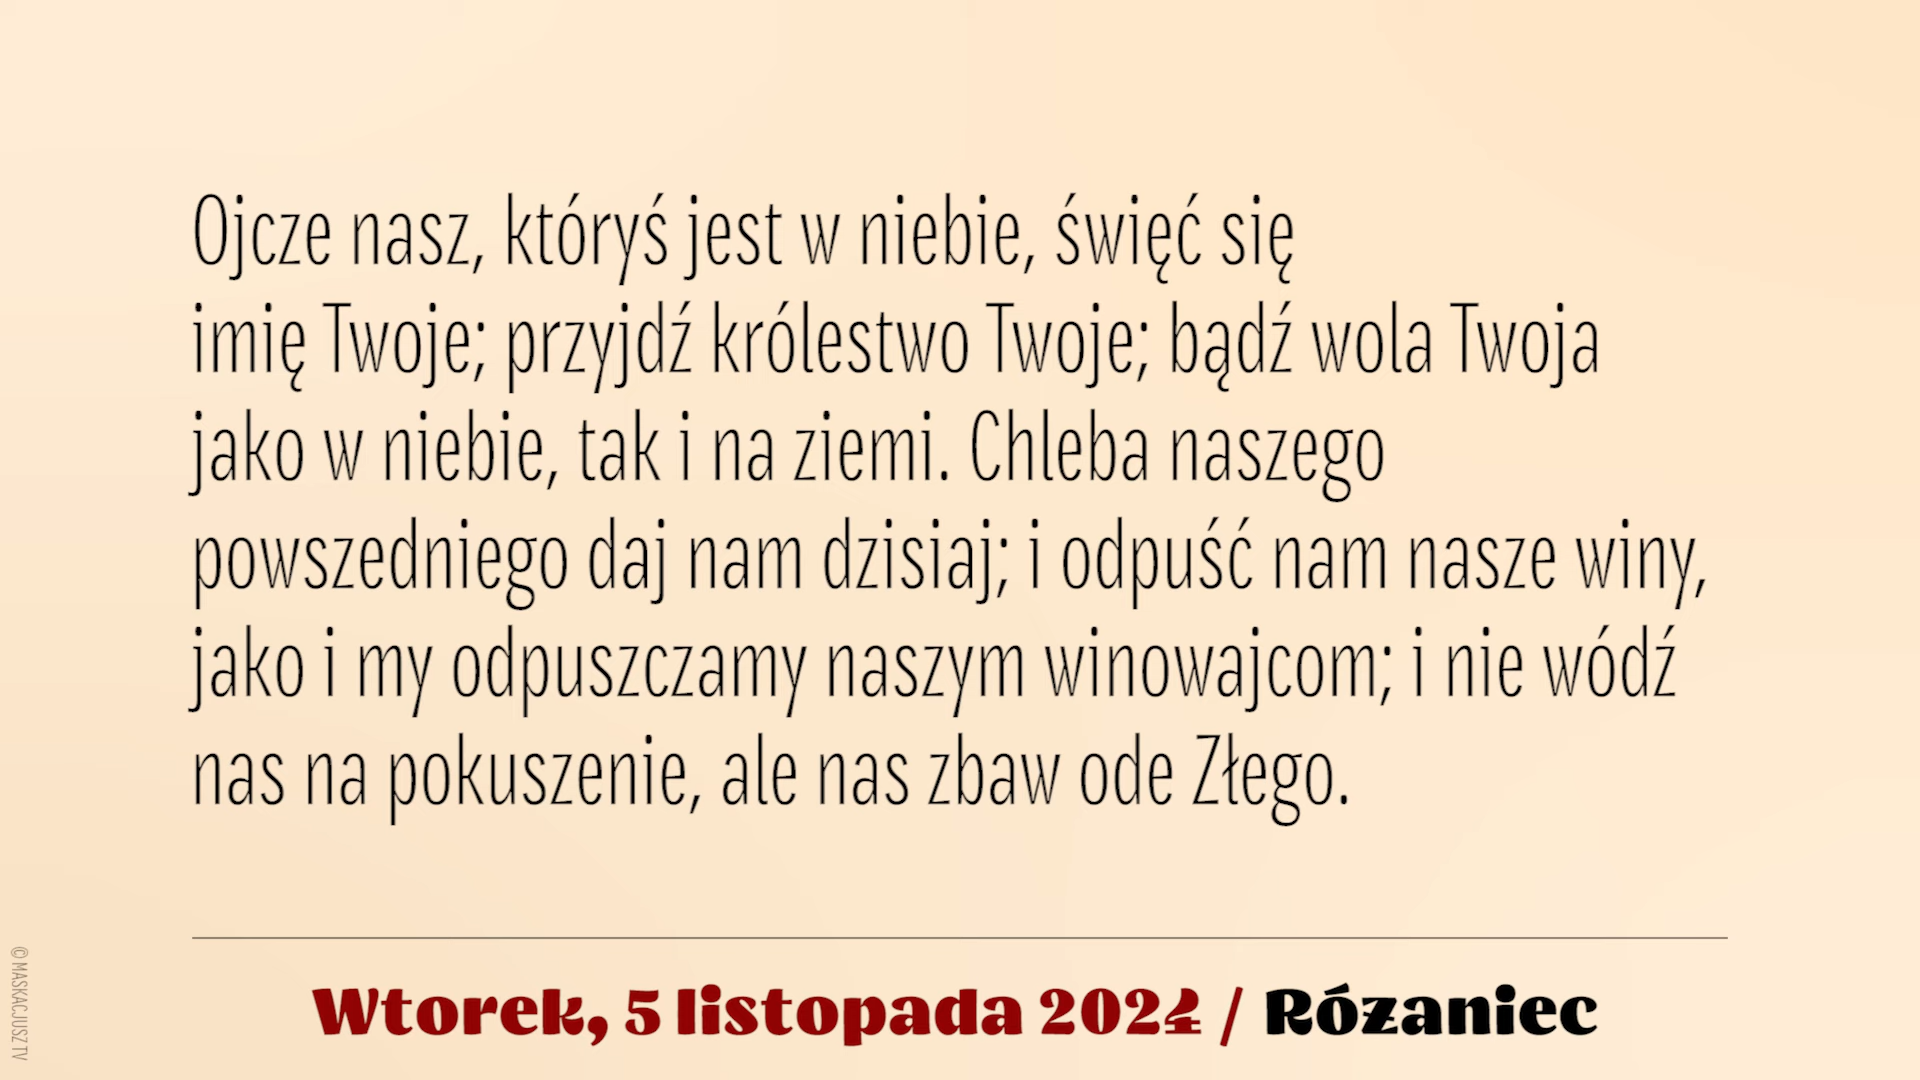 Ojcze nasz, któryś jest w niebie, święć się
imię Twoje; przyjdź królestwo Twoje; bądź wola Twoja
jako w niebie, tak i na ziemi. Chleba naszego
powszedniego daj nam dzisiaj; i odpuść nam nasze winy,
jako i my odpuszczamy naszym winowajcom; i nie wódź
nas na pokuszenie, ale nas zbaw ode Złego.
Wtorek, 5 listopada 2024 / Różaniec
© MASKACJUSZ TV